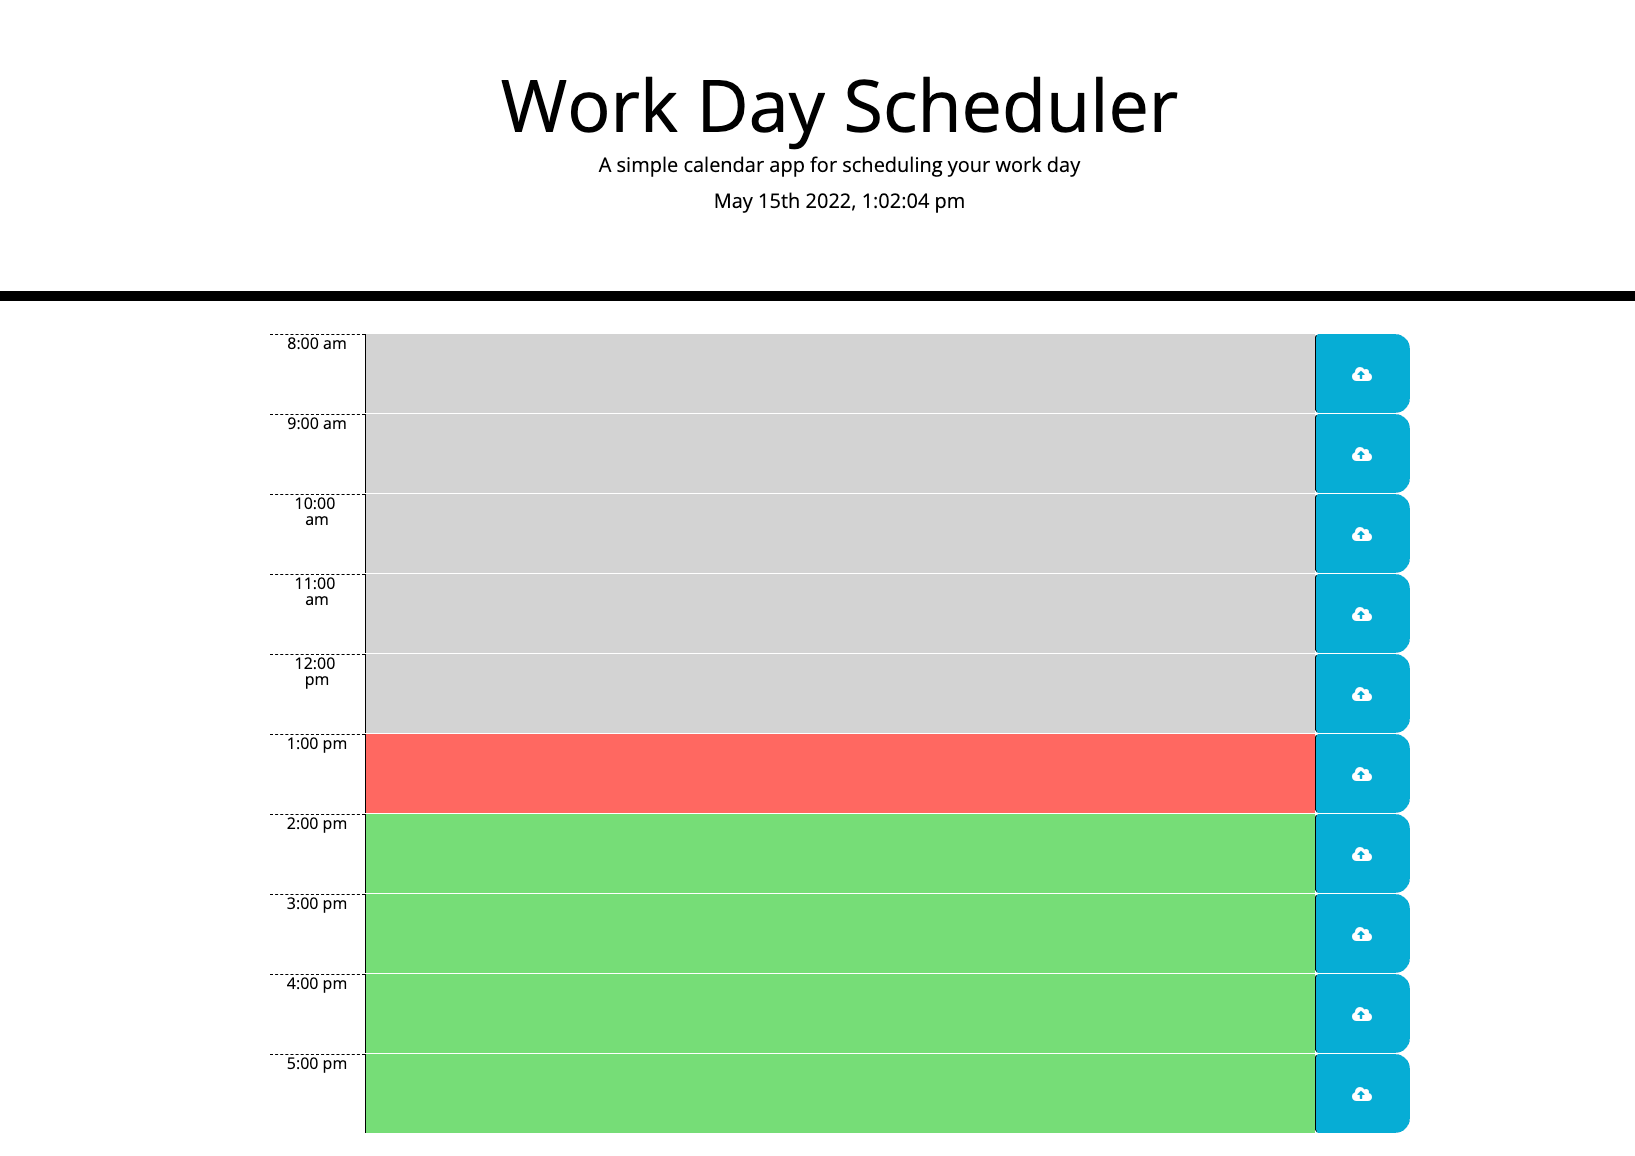 Work Day Scheduler
A simple calendar app for scheduling your work day
May 15th 2022, 1:02:04 pm
8:00 am
9:00 am
10:00
am
11:00
am
12:00
pm
1:00 pm
2:00 pm
3:00 pm
4:00 pm
5:00 pm